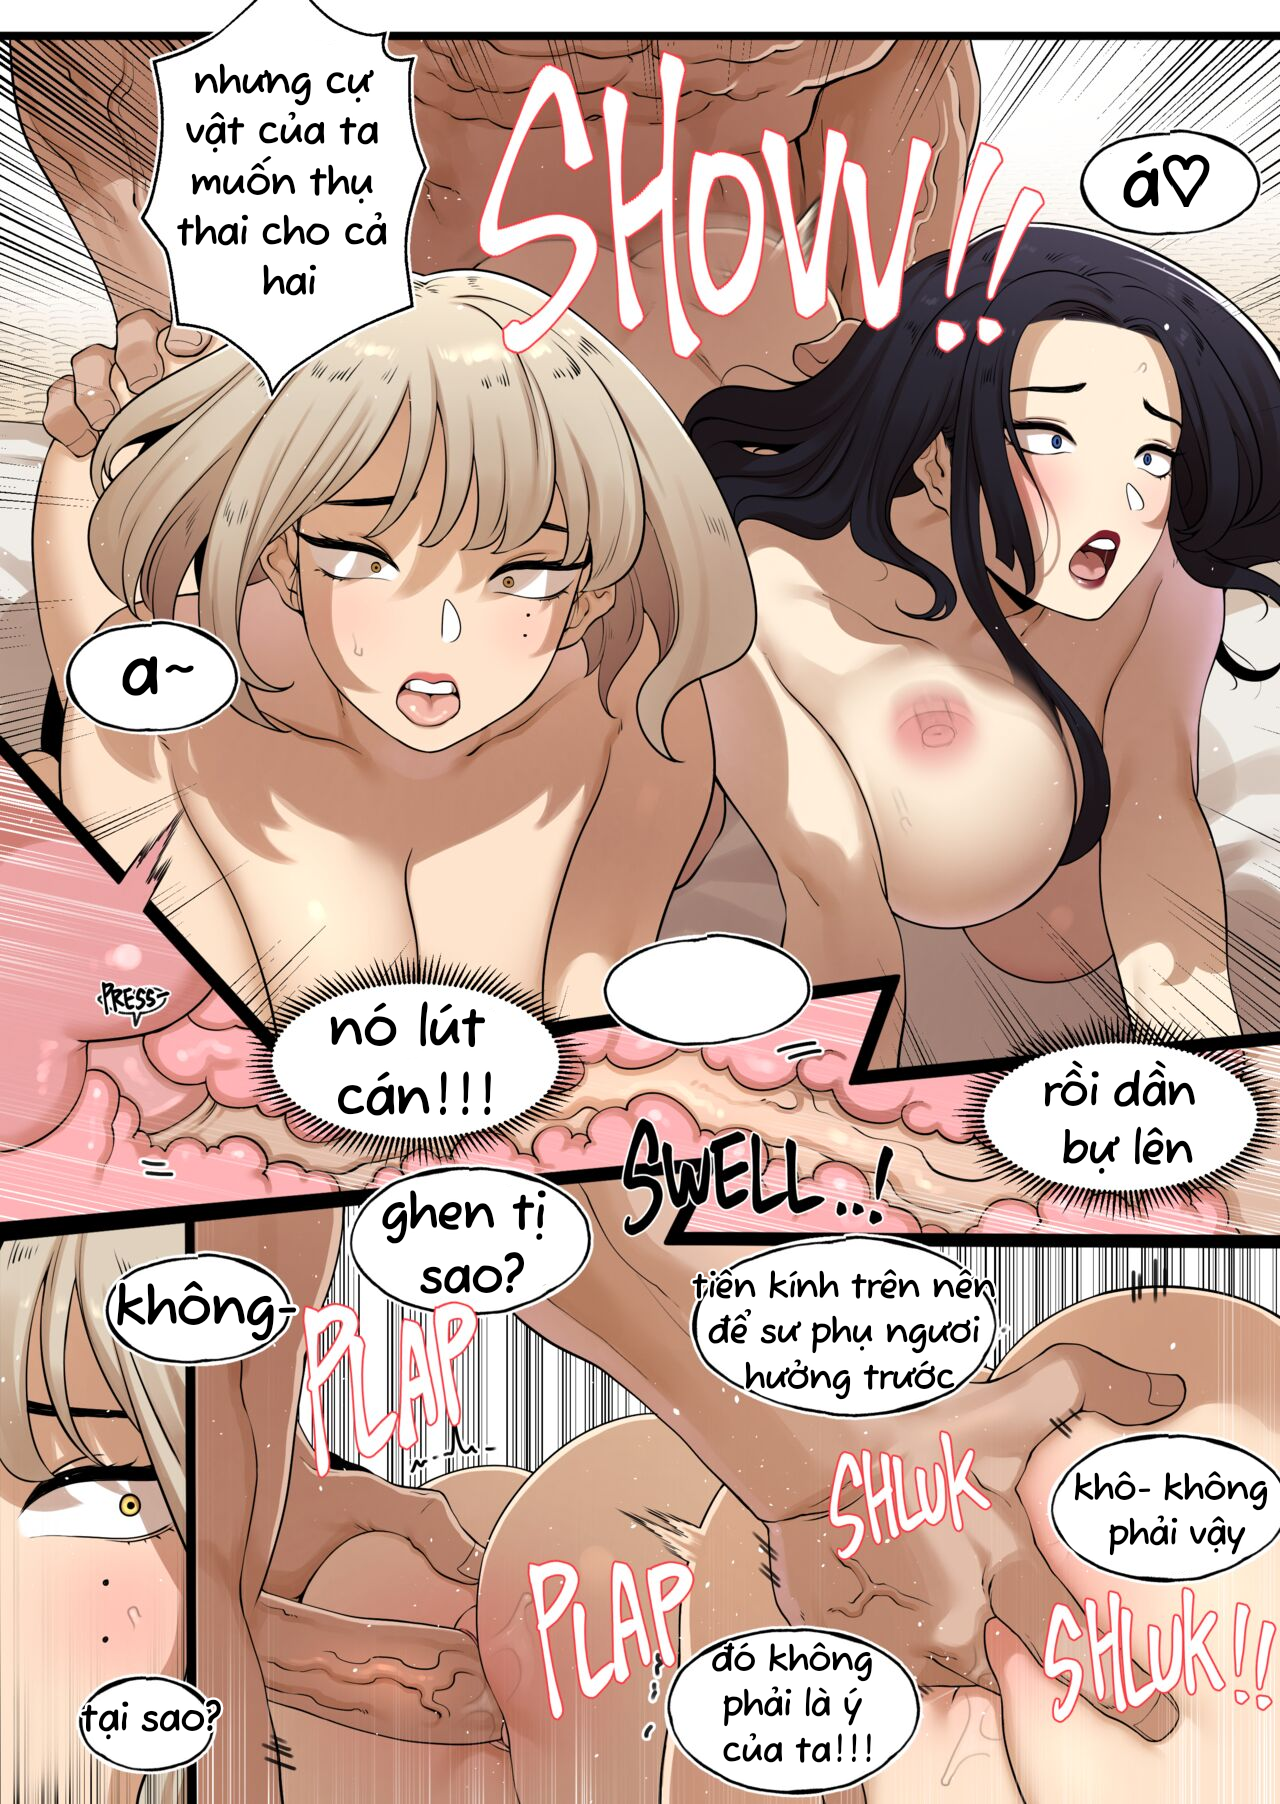 nhưng cự
vật của ta
muốn thụ
thai cho cả
hai
SHOVV!!
á♡
a~
PRESS~
nó lút
cán!!!
rồi dần
bự lên
SWELL...!
không-
ghen tị
sao?
tiền kính trên nên
để sư phụ ngươi
hưởng trước
PLAP
PLAP
SHLUK
khô- không
phải vậy
PLAP
SHLUK!!
đó không
phải là ý
của ta!!!
tại sao?